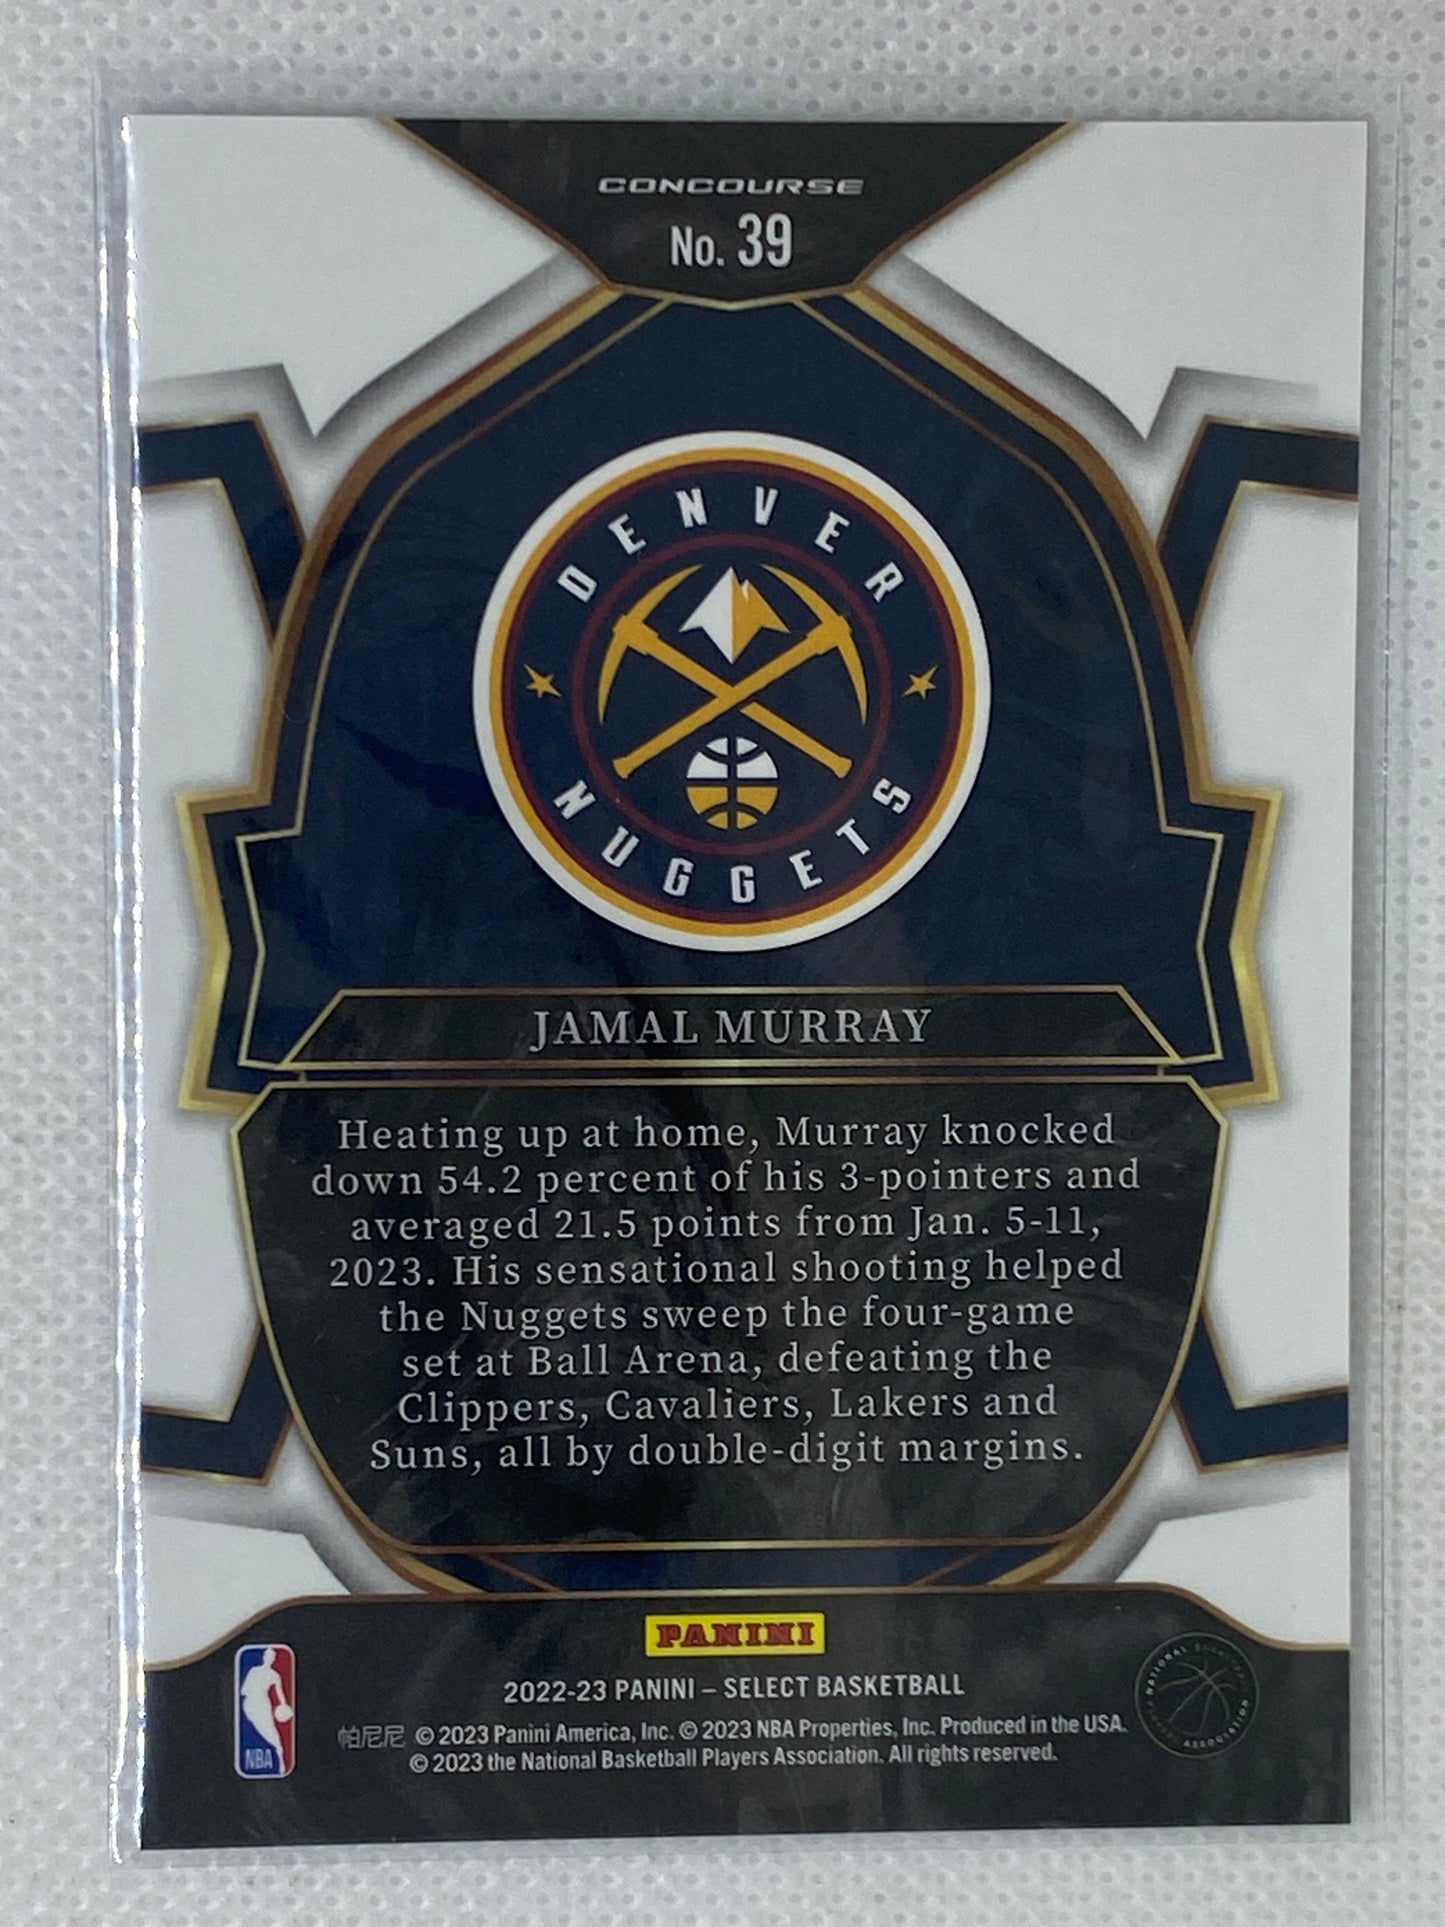 CONCOURSE
No. 39
DENVER
NUGGETS
JAMAL MURRAY
Heating up at home, Murray knocked
down 54.2 percent of his 3-pointers and
averaged 21.5 points from Jan. 5-11,
2023. His sensational shooting helped
the Nuggets sweep the four-game
set at Ball Arena, defeating the
Clippers, Cavaliers, Lakers and
Suns, all by double-digit margins.
PANINI
2022-23 PANINI – SELECT BASKETBALL
帕尼尼 © 2023 Panini America, Inc. © 2023 NBA Properties, Inc. Produced in the USA.
© 2023 the National Basketball Players Association. All rights reserved.
NBA
NATIONAL BASKETBALL PLAYERS ASSOCIATION